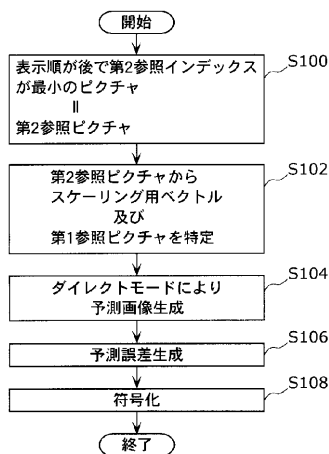 開始
表示順が後で第2参照インデックス
が最小のピクチャ
||
第2参照ピクチャ
S100
第2参照ピクチャから
スケーリング用ベクトル
及び
第1参照ピクチャを特定
S102
ダイレクトモードにより
予測画像生成
S104
予測誤差生成
S106
符号化
S108
終了